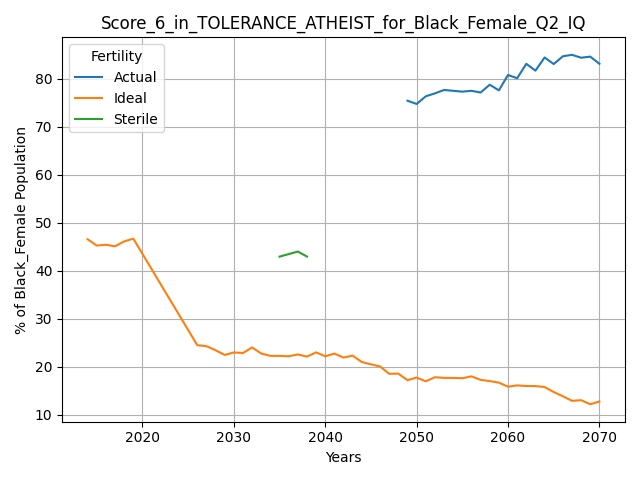 Score_6_in_TOLERANCE_ATHEIST_for_Black_Female_Q2_IQ
Fertility
Actual
Ideal
Sterile
% of Black_Female Population
80
70
60
50
40
30
20
10
2020 2030 2040 2050 2060 2070
Years